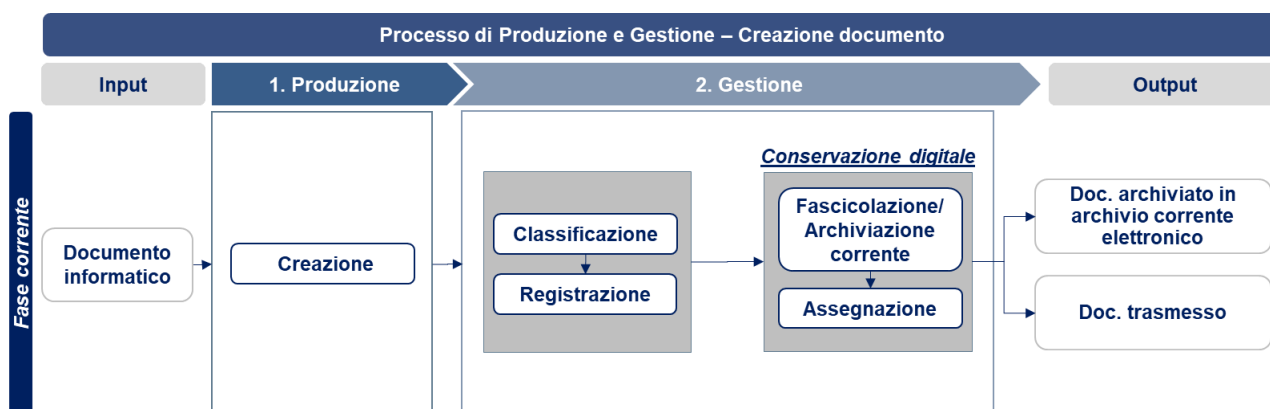 Processo di Produzione e Gestione – Creazione documento
Input
1. Produzione
2. Gestione
Output
Fase corrente
Documento
informatico
Creazione
Classificazione
Registrazione
Conservazione digitale
Fascicolazione/
Archiviazione
corrente
Assegnazione
Doc. archiviato in
archivio corrente
elettronico
Doc. trasmesso